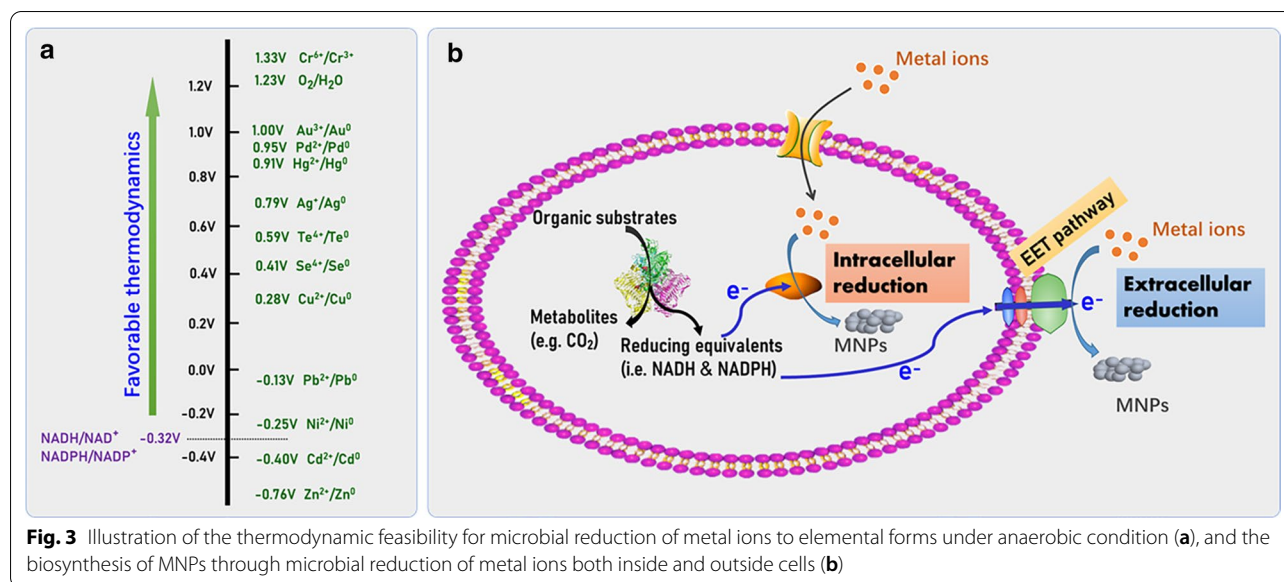 a
Favorable thermodynamics
1.2V
1.0V
0.8V
0.6V
0.4V
0.2V
0.0V
-0.2V
-0.4V
1.33V Cr⁶⁺/Cr³⁺
1.23V O₂/H₂O
1.00V Au³⁺/Au⁰
0.95V Pd²⁺/Pd⁰
0.91V Hg²⁺/Hg⁰
0.79V Ag⁺/Ag⁰
0.59V Te⁴⁺/Te⁰
0.41V Se⁴⁺/Se⁰
0.28V Cu²⁺/Cu⁰
-0.13V Pb²⁺/Pb⁰
-0.25V Ni²⁺/Ni⁰
-0.40V Cd²⁺/Cd⁰
-0.76V Zn²⁺/Zn⁰
NADH/NAD⁺ -0.32V
NADPH/NADP⁺
b
Metal ions
Organic substrates
Metabolites
(e.g. CO₂)
Reducing equivalents
(i.e. NADH & NADPH)
e-
Intracellular
reduction
MNPs
e-
EET pathway
Metal ions
e-
Extracellular
reduction
MNPs
Fig. 3 Illustration of the thermodynamic feasibility for microbial reduction of metal ions to elemental forms under anaerobic condition (a), and the
biosynthesis of MNPs through microbial reduction of metal ions both inside and outside cells (b)